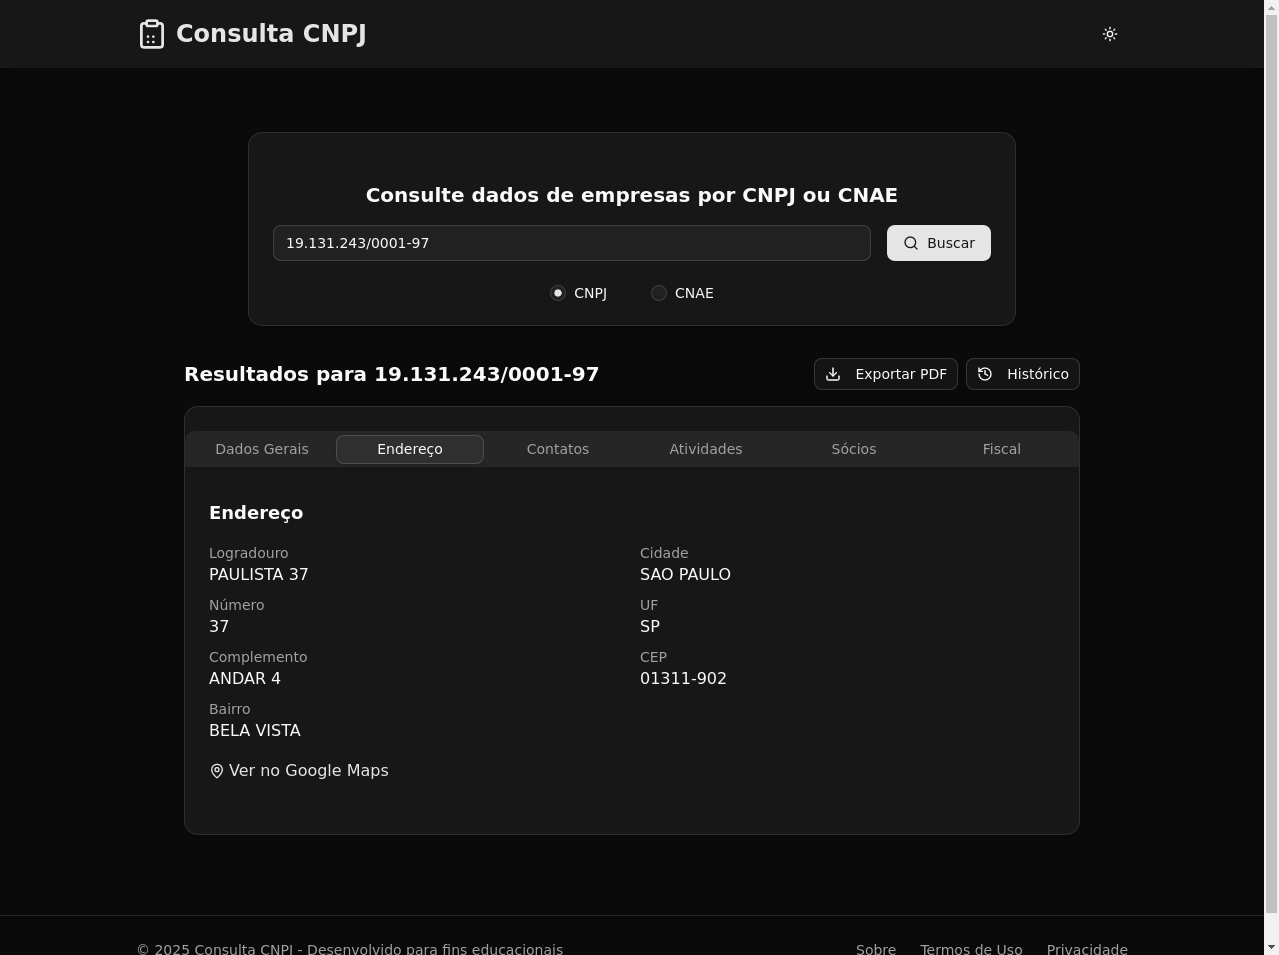 Consulta CNPJ
Consulte dados de empresas por CNPJ ou CNAE
19.131.243/0001-97
Buscar
CNPJ CNAE
Resultados para 19.131.243/0001-97
Exportar PDF Histórico
Dados Gerais Endereço Contatos Atividades Sócios Fiscal
Endereço
Logradouro
PAULISTA 37
Número
37
Complemento
ANDAR 4
Bairro
BELA VISTA
Cidade
SAO PAULO
UF
SP
CEP
01311-902
Ver no Google Maps
© 2025 Consulta CNPJ - Desenvolvido para fins educacionais
Sobre Termos de Uso Privacidade